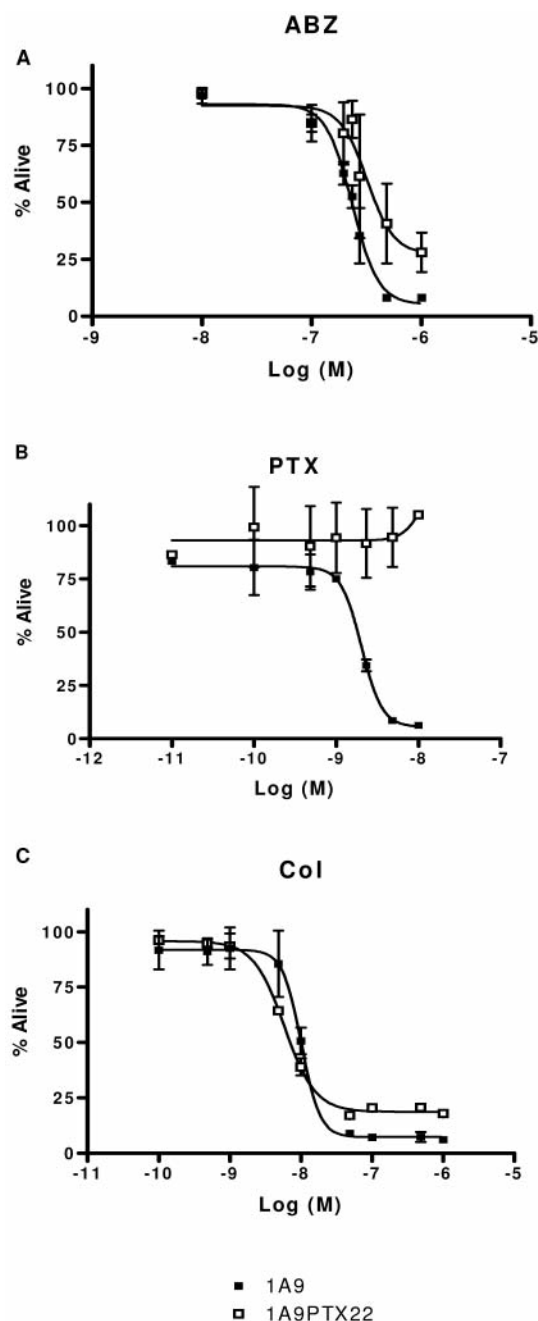 ABZ
A
100
75
50
25
0
% Alive
-9 -8 -7 -6 -5
Log (M)
B
PTX
100
75
50
25
0
% Alive
-12 -11 -10 -9 -8 -7
Log (M)
C
Col
100
75
50
25
0
% Alive
-11 -10 -9 -8 -7 -6 -5
Log (M)
1A9
1A9PTX22